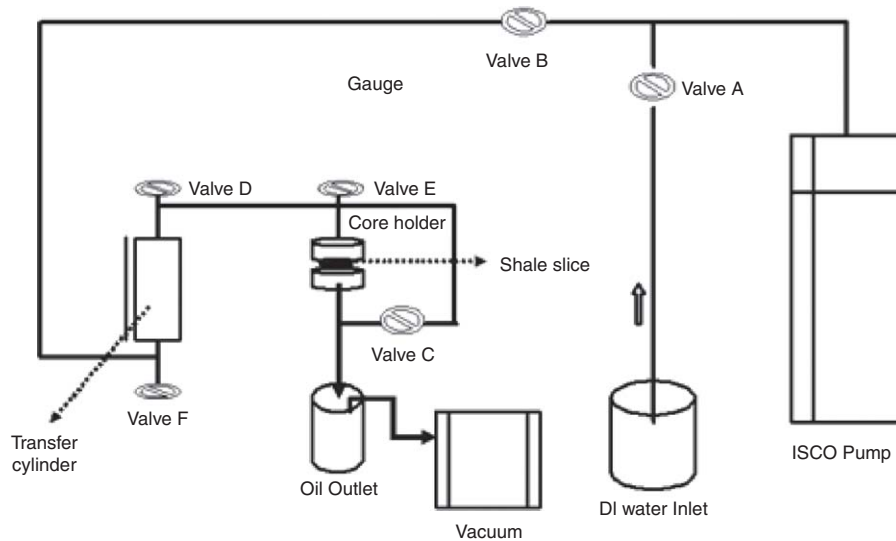 Valve B
Gauge
Valve A
Valve D
Valve E
Core holder
Shale slice
Valve C
Valve F
Transfer
cylinder
Oil Outlet
Vacuum
DI water Inlet
ISCO Pump